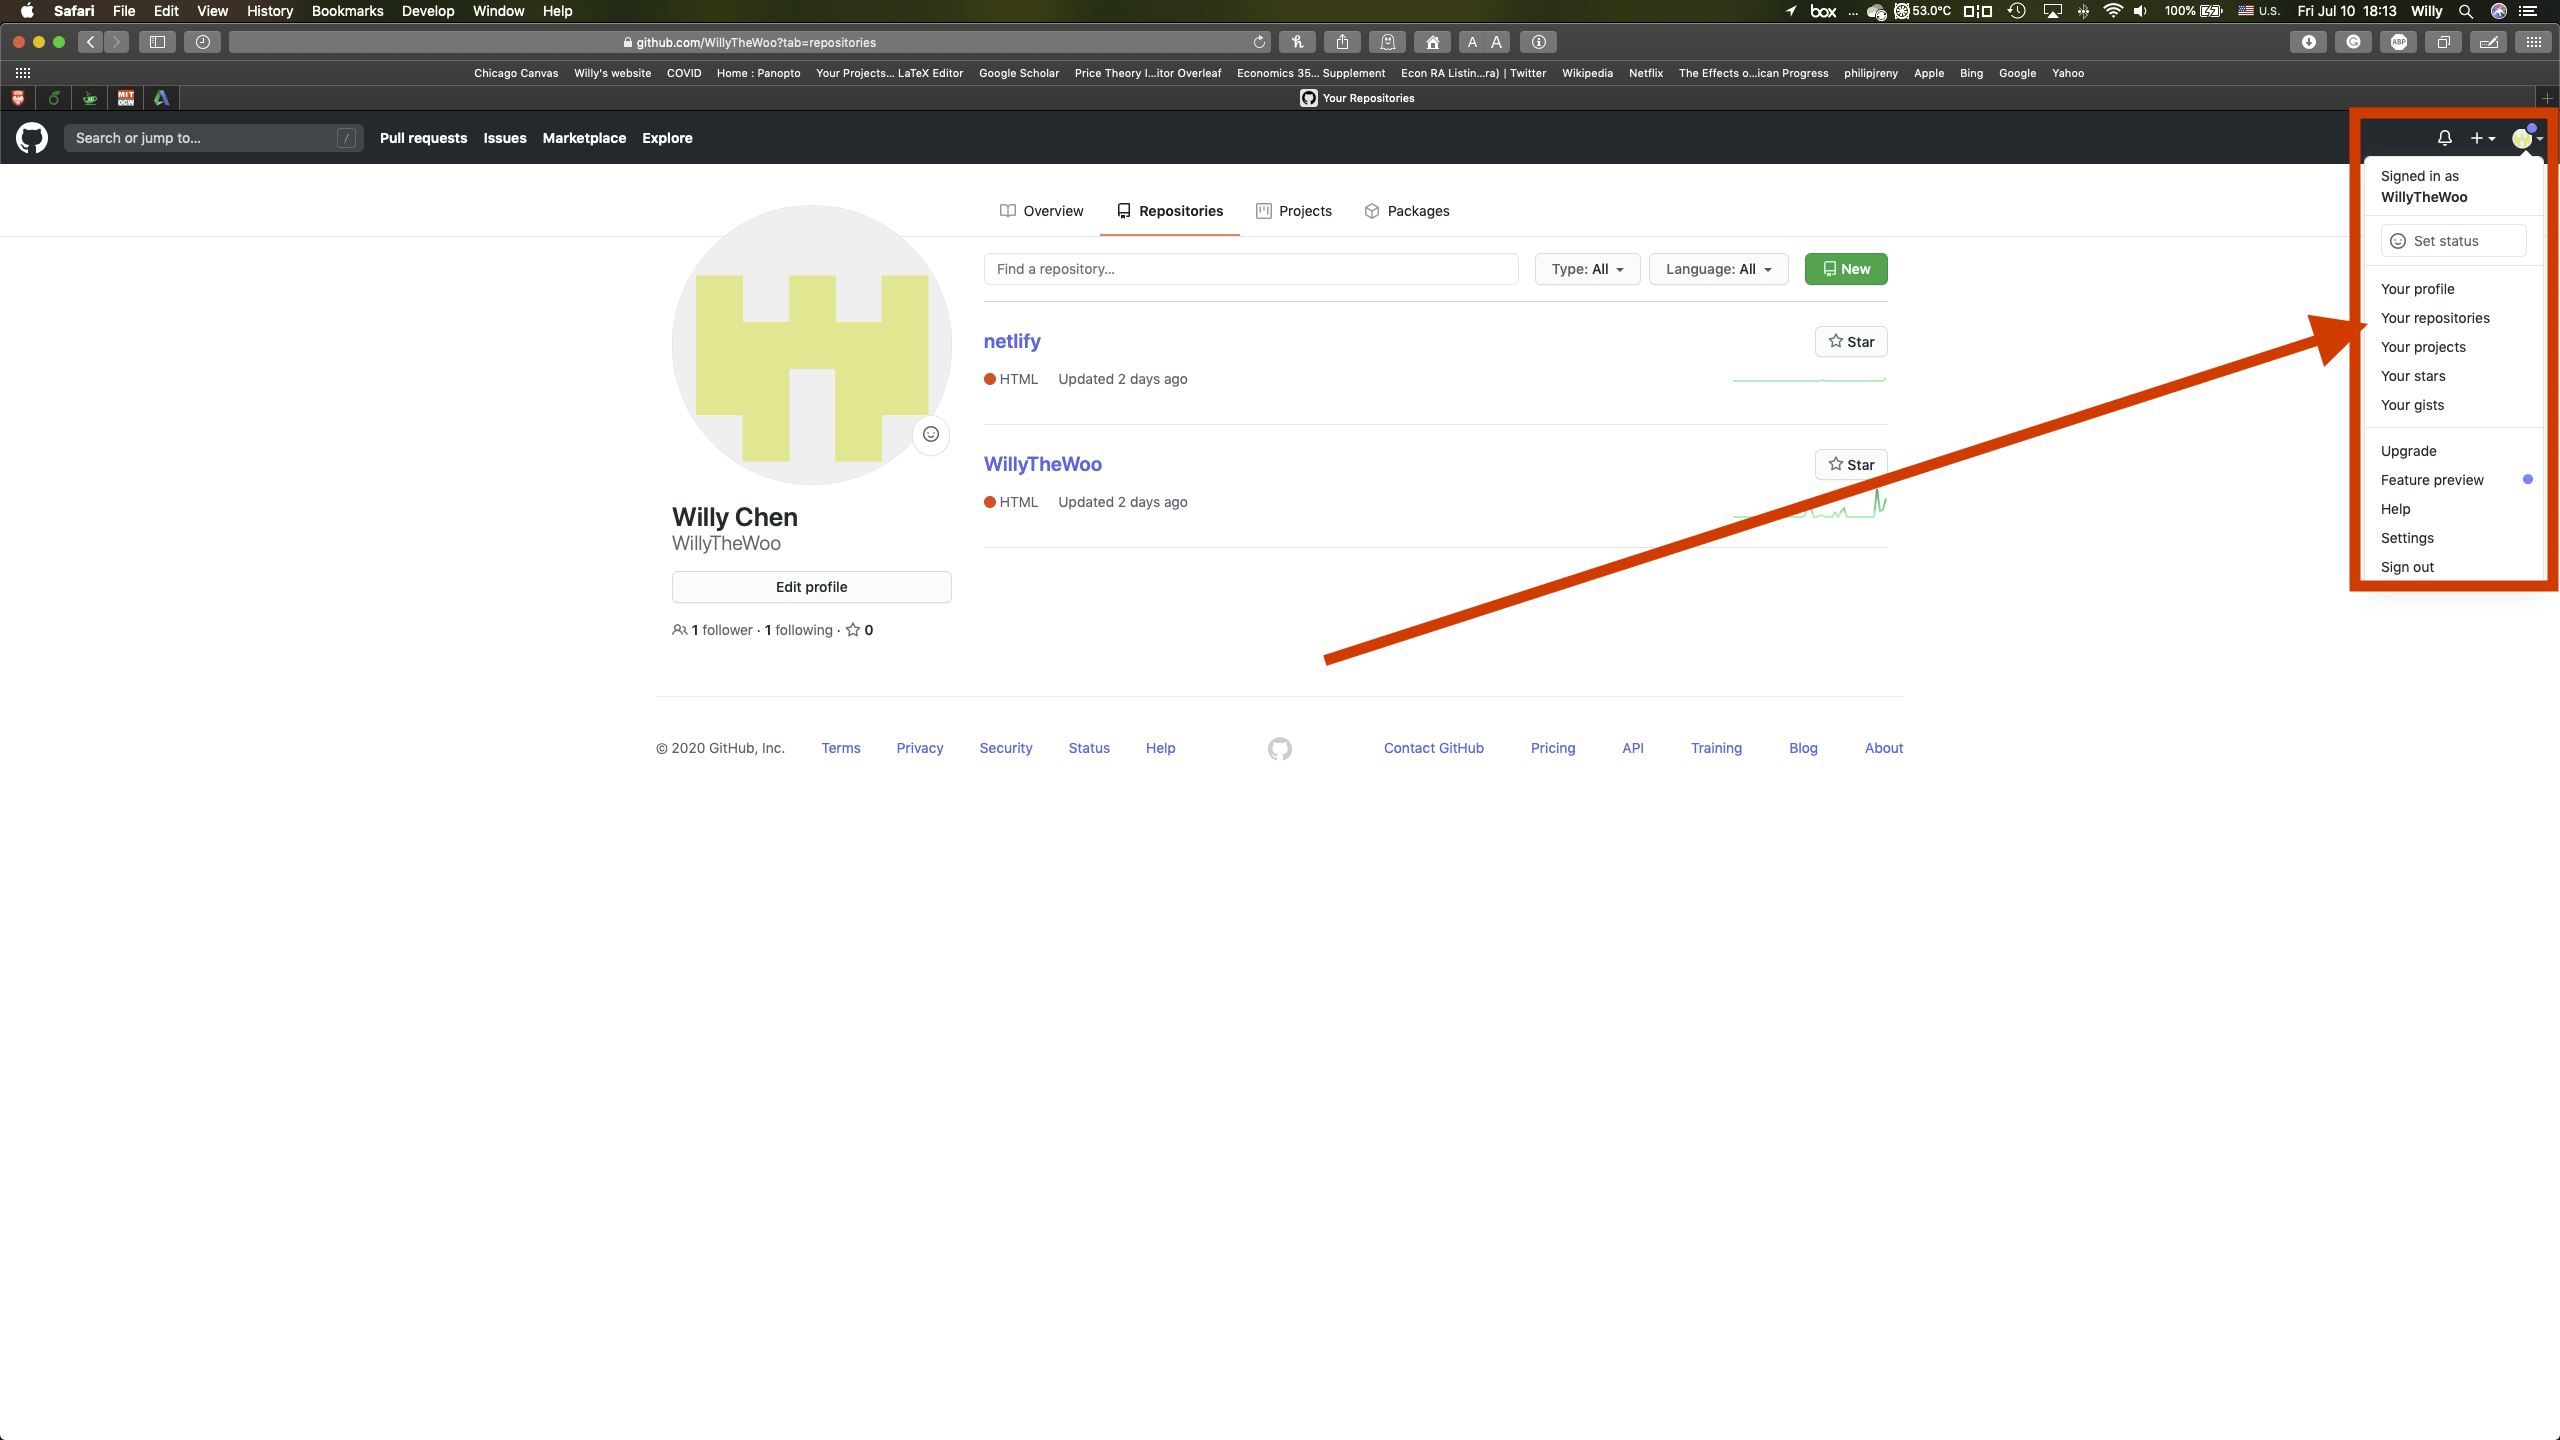 Safari File Edit View History Bookmarks Develop Window Help box ... 53.0°C 100% U.S. Fri Jul 10 18:13 Willy
github.com/WillyTheWoo?tab=repositories A A ABP
Chicago Canvas Willy's website COVID Home : Panopto Your Projects... LaTeX Editor Google Scholar Price Theory I...itor Overleaf Economics 35... Supplement Econ RA Listin...ra) | Twitter Wikipedia Netflix The Effects o...ican Progress philipjreny Apple Bing Google Yahoo
MIT OCW Your Repositories
Search or jump to... / Pull requests Issues Marketplace Explore
Signed in as
WillyTheWoo
Set status
Your profile
Your repositories
Your projects
Your stars
Your gists
Upgrade
Feature preview
Help
Settings
Sign out
Overview Repositories Projects Packages
Find a repository... Type: All Language: All New
netlify Star
HTML Updated 2 days ago
WillyTheWoo Star
HTML Updated 2 days ago
Willy Chen
WillyTheWoo
Edit profile
1 follower · 1 following · 0
© 2020 GitHub, Inc. Terms Privacy Security Status Help Contact GitHub Pricing API Training Blog About